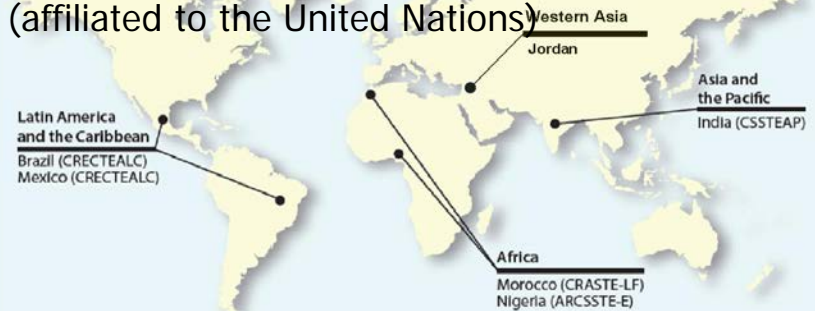 (affiliated to the United Nations)
Western Asia
Jordan
Asia and
the Pacific
India (CSSTEAP)
Latin America
and the Caribbean
Brazil (CRECTEALC)
Mexico (CRECTEALC)
Africa
Morocco (CRASTE-LF)
Nigeria (ARCSSTE-E)